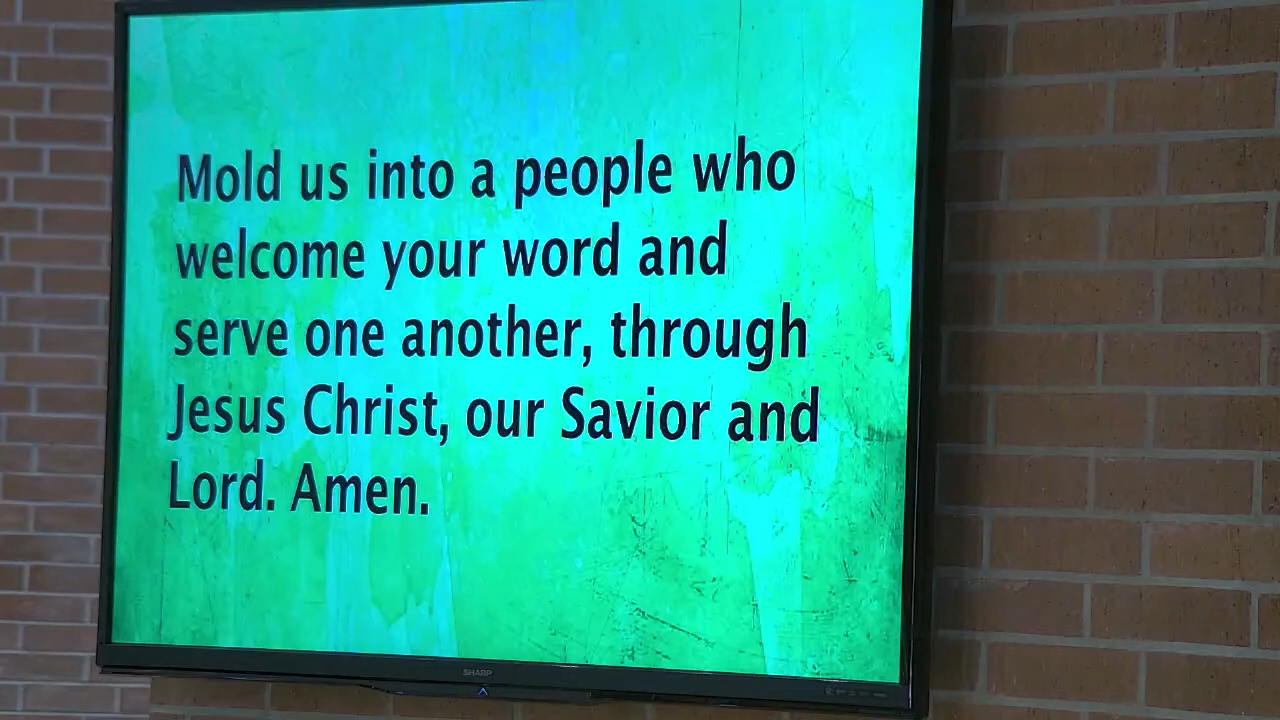 Mold us into a people who
welcome your word and
serve one another, through
Jesus Christ, our Savior and
Lord. Amen.
SHARP